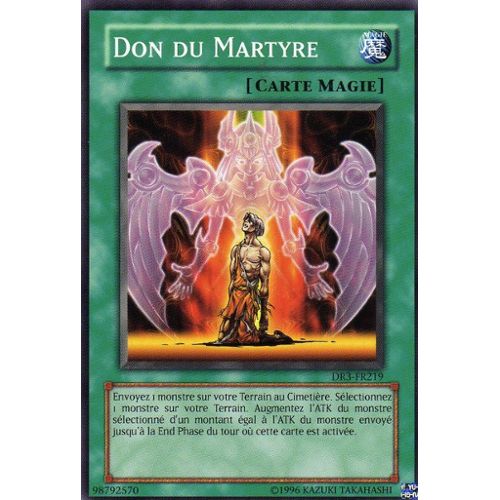 DON DU MARTYRE
MAGIE
魔
[CARTE MAGIE]
DR3-FR219
Envoyez 1 monstre sur votre Terrain au Cimetière. Sélectionnez
1 monstre sur votre Terrain. Augmentez l'ATK du monstre
sélectionné d'un montant égal à l'ATK du monstre envoyé
jusqu'à la End Phase du tour où cette carte est activée.
98792570
©1996 KAZUKI TAKAHASHI